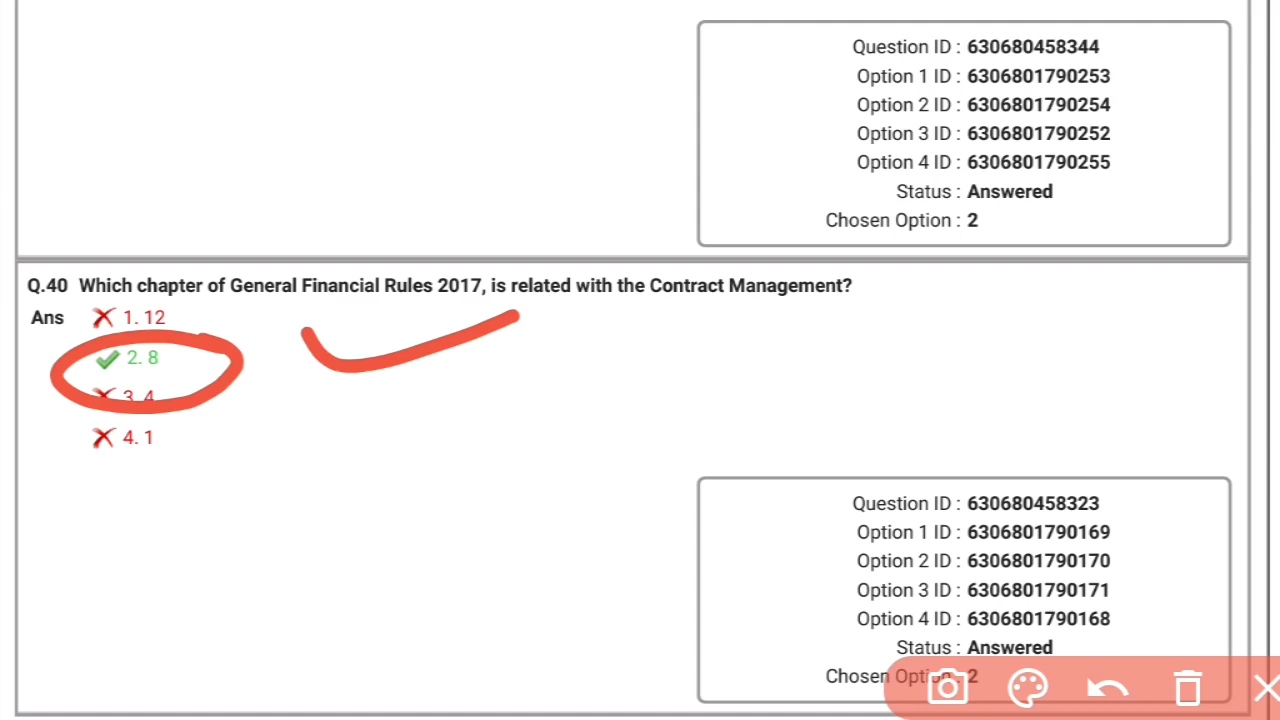 Question ID : 630680458344
Option 1 ID : 6306801790253
Option 2 ID : 6306801790254
Option 3 ID : 6306801790252
Option 4 ID : 6306801790255
Status : Answered
Chosen Option : 2
Q.40 Which chapter of General Financial Rules 2017, is related with the Contract Management?
Ans 1. 12
2. 8
3. 4
4. 1
Question ID : 630680458323
Option 1 ID : 6306801790169
Option 2 ID : 6306801790170
Option 3 ID : 6306801790171
Option 4 ID : 6306801790168
Status : Answered
Chosen Option : 2